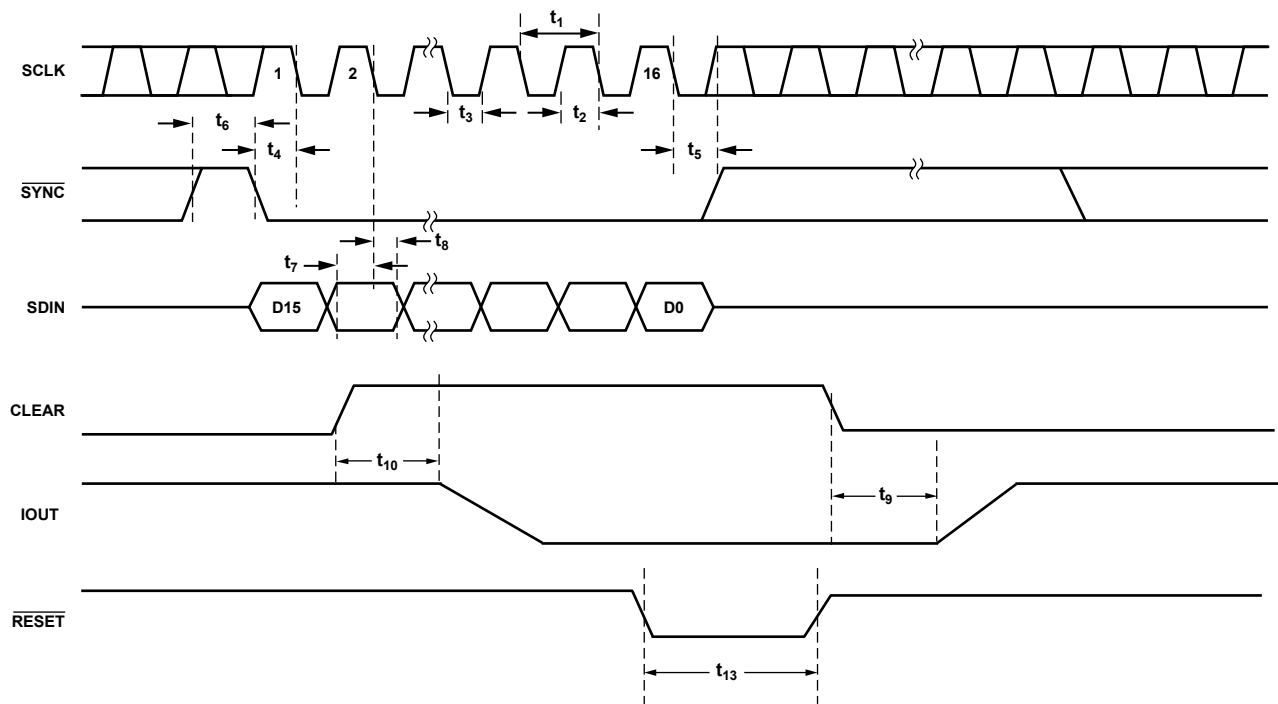 t1
SCLK
1
2
16
t3
t2
t6
t4
t5
SYNC
t8
t7
SDIN
D15
D0
CLEAR
t10
t9
IOUT
RESET
t13